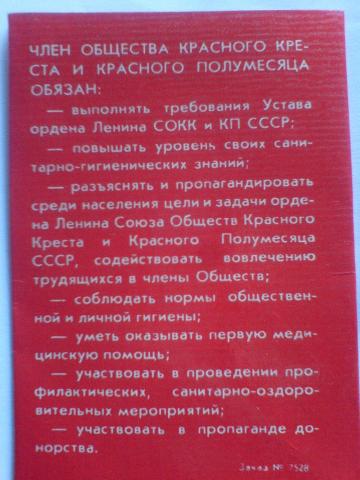 ЧЛЕН ОБЩЕСТВА КРАСНОГО КРЕ-
СТА И КРАСНОГО ПОЛУМЕСЯЦА
ОБЯЗАН:
— выполнять требования Устава
ордена Ленина СОКК и КП СССР;
— повышать уровень своих сани-
тарно-гигиенических знаний;
— разъяснять и пропагандировать
среди населения цели и задачи орде-
на Ленина Союза Обществ Красного
Креста и Красного Полумесяца
СССР, содействовать вовлечению
трудящихся в члены Обществ;
— соблюдать нормы обществен-
ной и личной гигиены;
— уметь оказывать первую меди-
цинскую помощь;
— участвовать в проведении про-
филактических, санитарно-оздоро-
вительных мероприятий;
— участвовать в пропаганде до-
норства.
Заказ № 7528